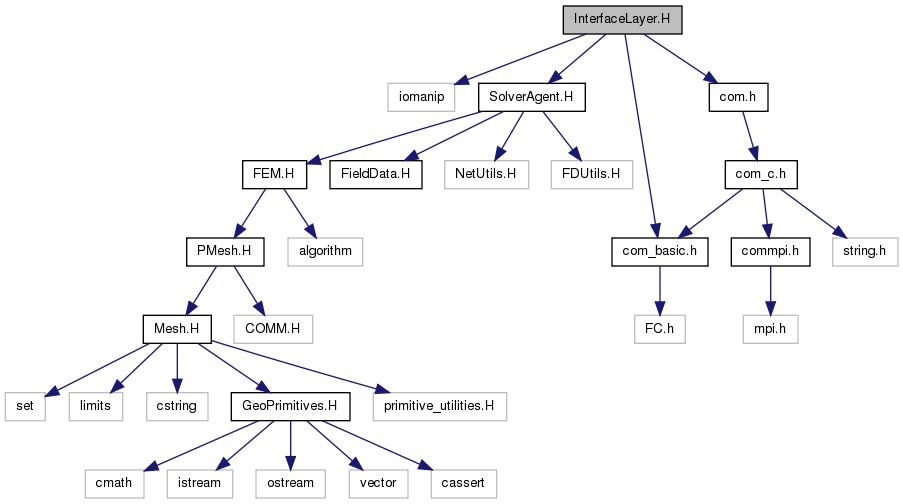 InterfaceLayer.H
iomanip
SolverAgent.H
com.h
FEM.H
FieldData.H
NetUtils.H
FDUtils.H
com_c.h
PMesh.H
algorithm
com_basic.h
commpi.h
string.h
Mesh.H
COMM.H
FC.h
mpi.h
set
limits
cstring
GeoPrimitives.H
primitive_utilities.H
cmath
istream
ostream
vector
cassert